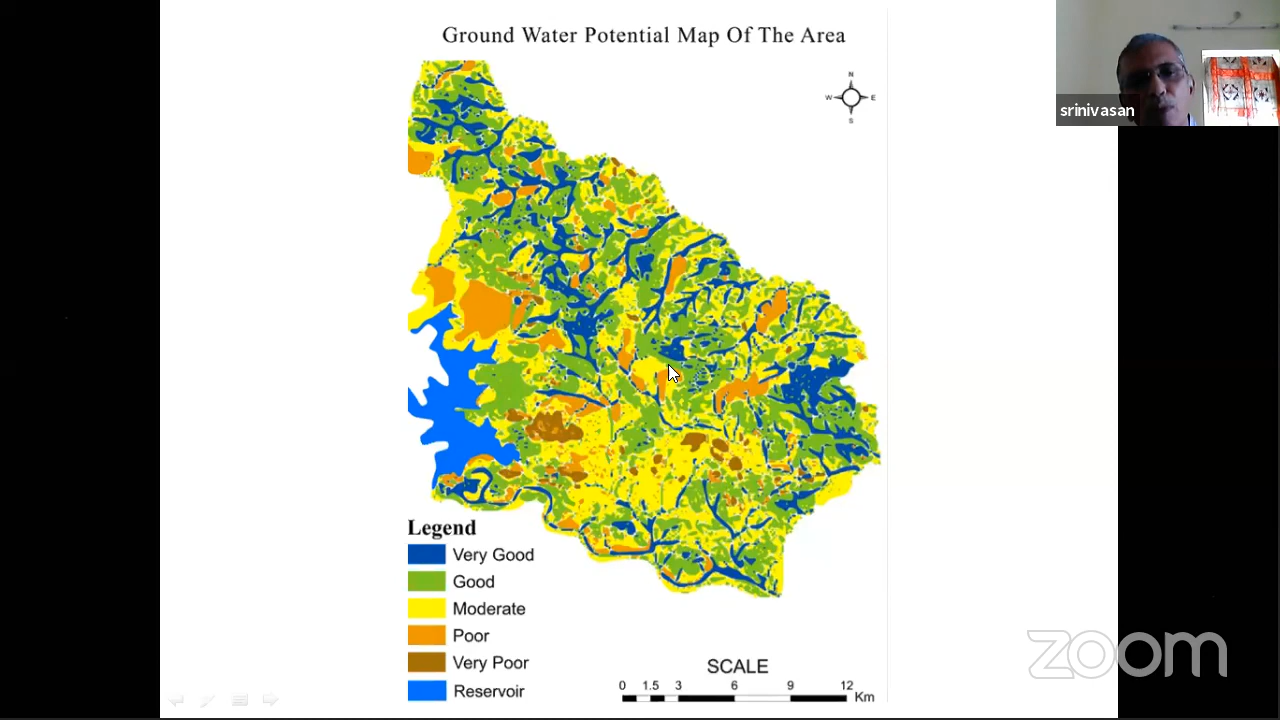 Ground Water Potential Map Of The Area
srinivasan
N
W E
S
Legend
Very Good
Good
Moderate
Poor
Very Poor
Reservoir
SCALE
0 1.5 3 6 9 12
Km
zoom